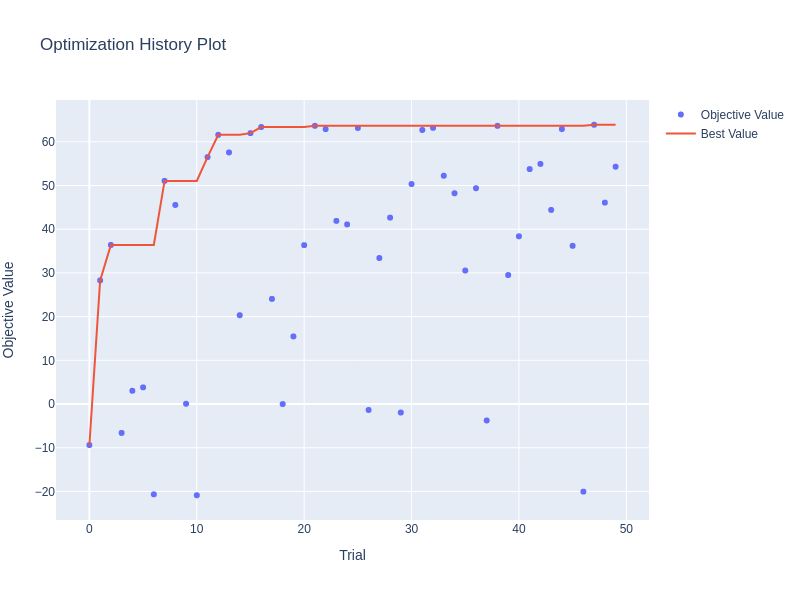 Optimization History Plot
Objective Value
Best Value
60
50
40
30
20
10
0
−10
−20
0 10 20 30 40 50
Trial
Objective Value